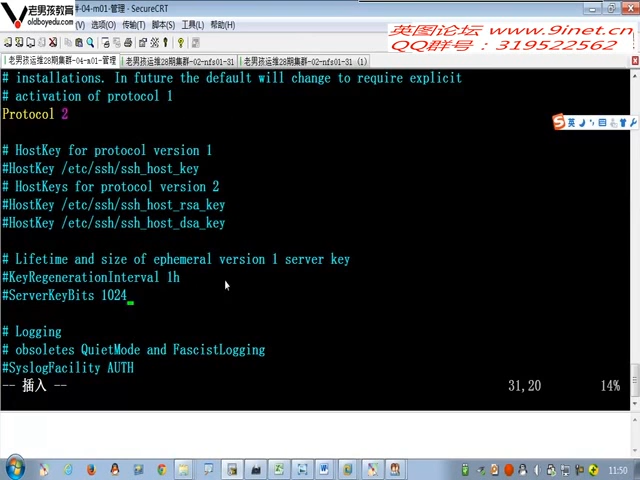 老男孩教育
oldboyedu.com
#-04-m01-管理 - SecureCRT
(V) 选项(O) 传输(T) 脚本(S) 工具(L) 帮助(H)
英图论坛 www.9inet.cn
QQ群号：319522562
老男孩运维28期集群-04-m01-管理 老男孩运维28期集群-02-nfs01-31 老男孩运维28期集群-02-nfs01-31 (1)
# installations. In future the default will change to require explicit
# activation of protocol 1
Protocol 2
英
# HostKey for protocol version 1
#HostKey /etc/ssh/ssh_host_key
# HostKeys for protocol version 2
#HostKey /etc/ssh/ssh_host_rsa_key
#HostKey /etc/ssh/ssh_host_dsa_key
# Lifetime and size of ephemeral version 1 server key
#KeyRegenerationInterval 1h
#ServerKeyBits 1024
# Logging
# obsoletes QuietMode and FascistLogging
#SyslogFacility AUTH
-- 插入 -- 31,20 14%
11:50